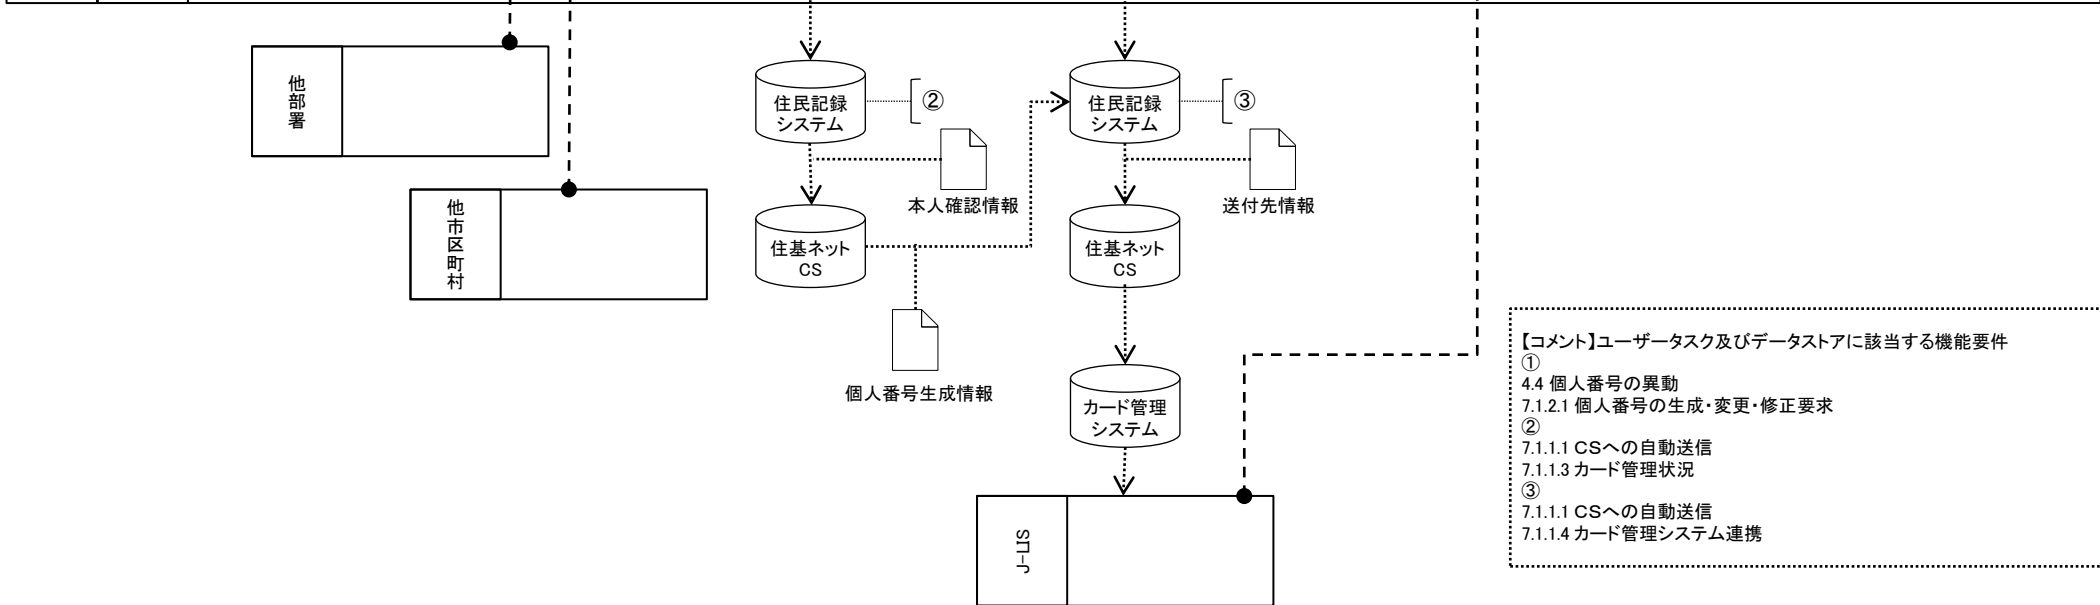 他部署
住民記録
システム
②
住民記録
システム
③
本人確認情報
送付先情報
他市区町村
住基ネット
CS
住基ネット
CS
個人番号生成情報
カード管理
システム
J-LIS
【コメント】ユーザータスク及びデータストアに該当する機能要件
①
4.4 個人番号の異動
7.1.2.1 個人番号の生成・変更・修正要求
②
7.1.1.1 CSへの自動送信
7.1.1.3 カード管理状況
③
7.1.1.1 CSへの自動送信
7.1.1.4 カード管理システム連携